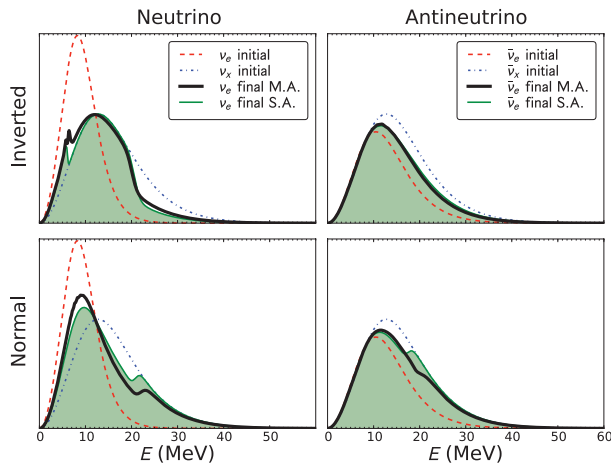 Neutrino
Antineutrino
Inverted
νₑ initial
νₓ initial
νₑ final M.A.
νₑ final S.A.
ν̄ₑ initial
ν̄ₓ initial
ν̄ₑ final M.A.
ν̄ₑ final S.A.
Normal
0 10 20 30 40 50
0 10 20 30 40 50 60
E (MeV)
E (MeV)